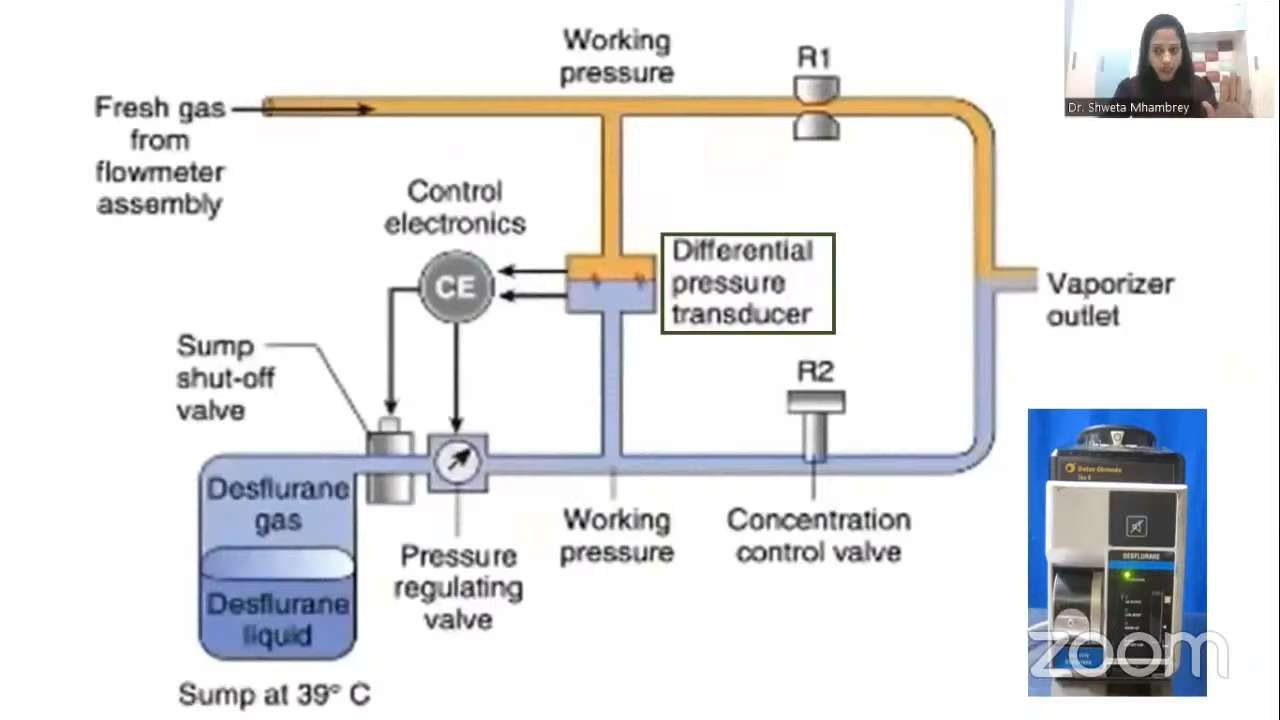 Working
pressure
R1
Dr. Shweta Mhambrey
Fresh gas
from
flowmeter
assembly
Control
electronics
CE
Differential
pressure
transducer
Vaporizer
outlet
Sump
shut-off
valve
R2
Desflurane
gas
Desflurane
liquid
Pressure
regulating
valve
Working
pressure
Concentration
control valve
Sump at 39° C
DESFLURANE
zoom